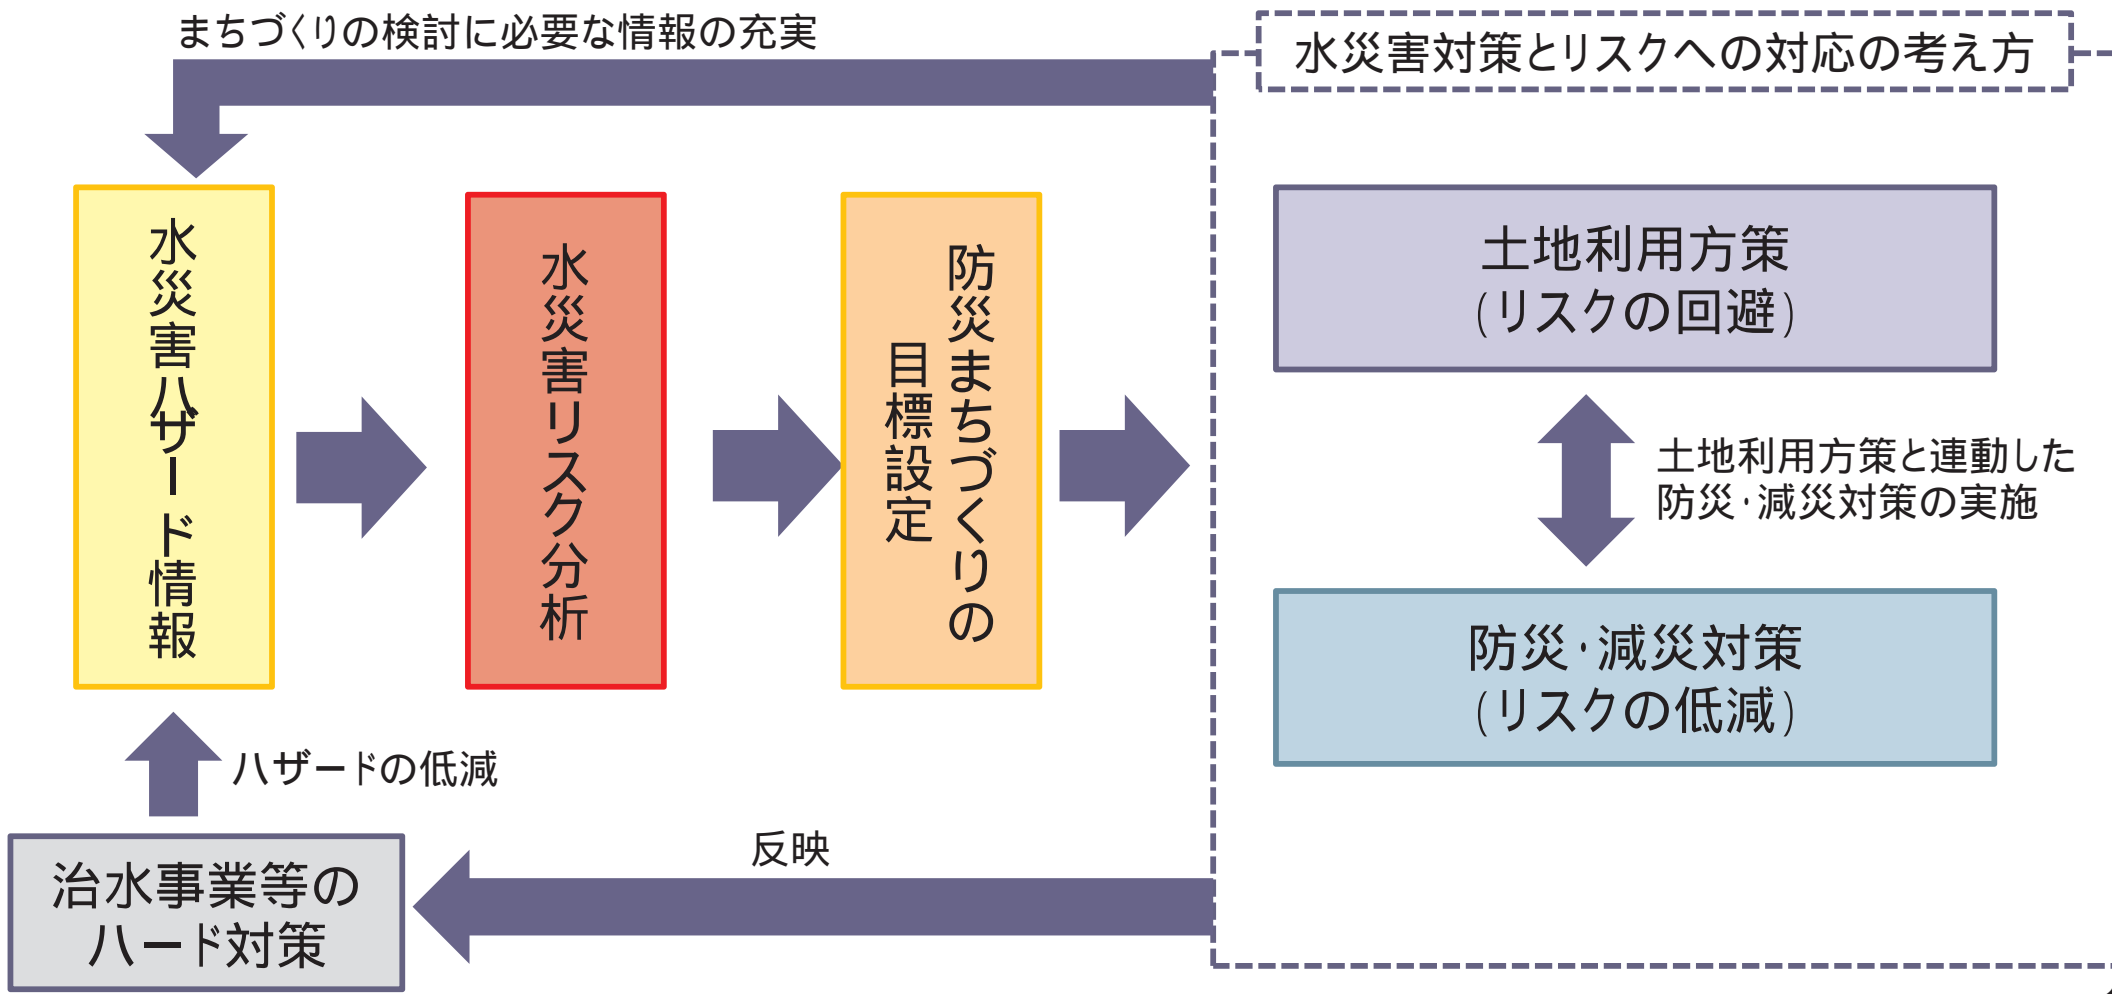 まちづくりの検討に必要な情報の充実
水災害対策とリスクへの対応の考え方
水災害ハザード情報
水災害リスク分析
防災まちづくりの
目標設定
土地利用方策
(リスクの回避)
土地利用方策と連動した
防災・減災対策の実施
防災・減災対策
(リスクの低減)
ハザードの低減
反映
治水事業等の
ハード対策